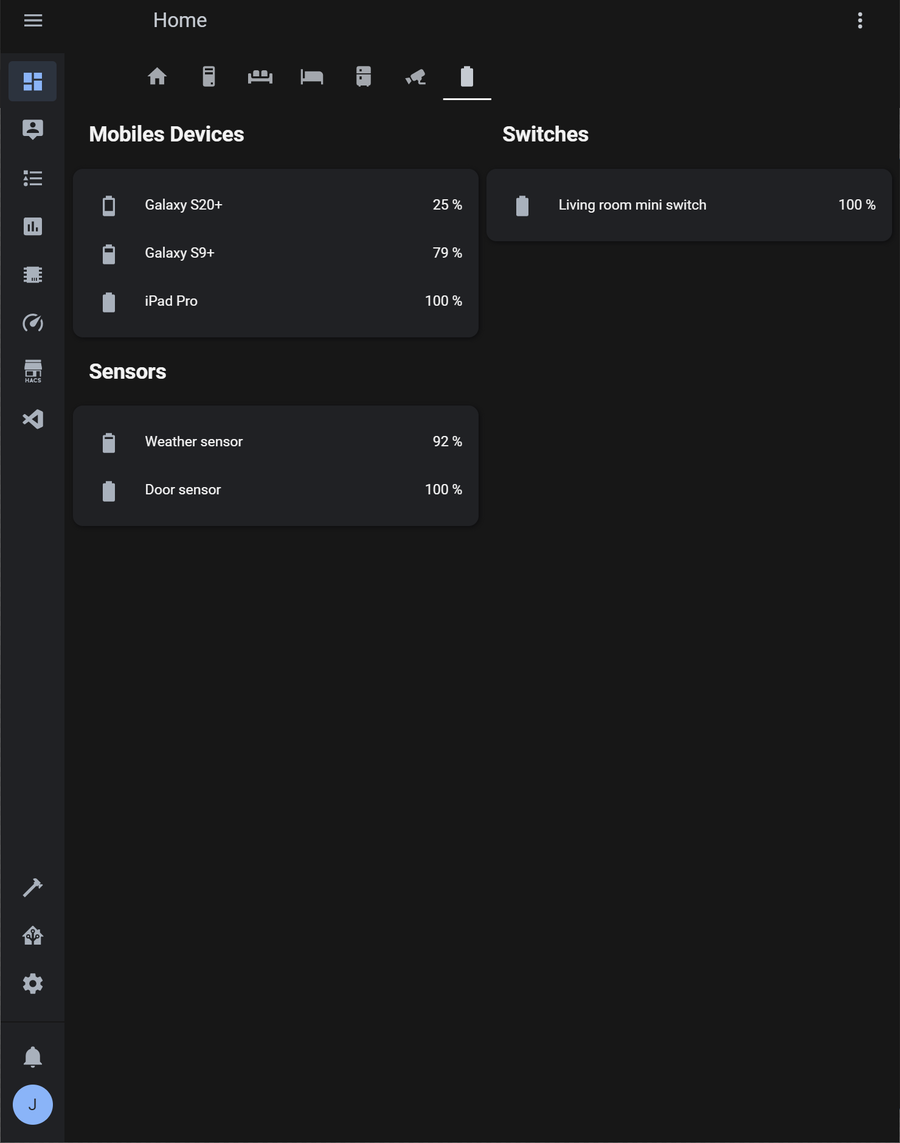 Home
Mobiles Devices
Galaxy S20+ 25 %
Galaxy S9+ 79 %
iPad Pro 100 %
Switches
Living room mini switch 100 %
Sensors
Weather sensor 92 %
Door sensor 100 %
HACS
J